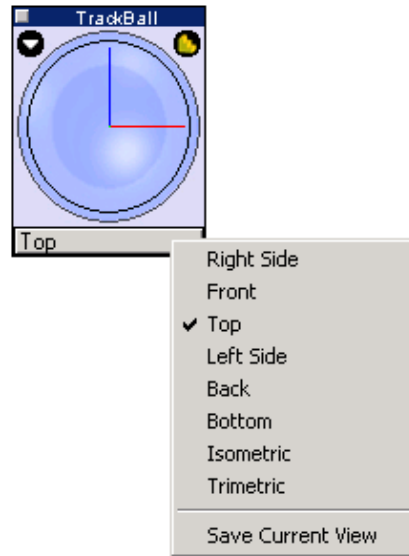 TrackBall
Top
Right Side
Front
Top
Left Side
Back
Bottom
Isometric
Trimetric
Save Current View